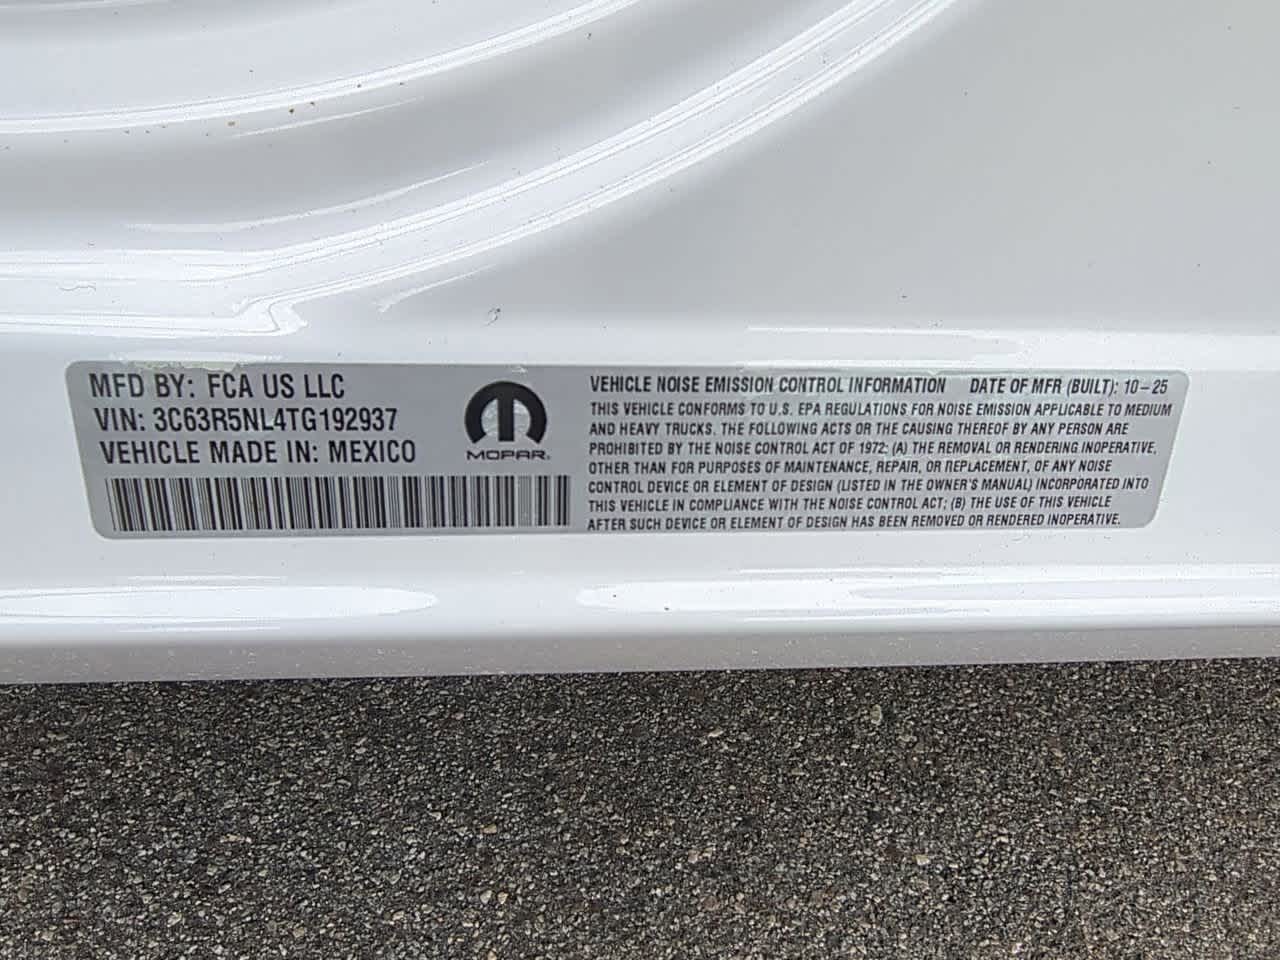 MFD BY: FCA US LLC
VIN: 3C63R5NL4TG192937
VEHICLE MADE IN: MEXICO
MOPAR®
VEHICLE NOISE EMISSION CONTROL INFORMATION DATE OF MFR (BUILT): 10-25
THIS VEHICLE CONFORMS TO U.S. EPA REGULATIONS FOR NOISE EMISSION APPLICABLE TO MEDIUM
AND HEAVY TRUCKS. THE FOLLOWING ACTS OR THE CAUSING THEREOF BY ANY PERSON ARE
PROHIBITED BY THE NOISE CONTROL ACT OF 1972: (A) THE REMOVAL OR RENDERING INOPERATIVE,
OTHER THAN FOR PURPOSES OF MAINTENANCE, REPAIR, OR REPLACEMENT, OF ANY NOISE
CONTROL DEVICE OR ELEMENT OF DESIGN (LISTED IN THE OWNER'S MANUAL) INCORPORATED INTO
THIS VEHICLE IN COMPLIANCE WITH THE NOISE CONTROL ACT; (B) THE USE OF THIS VEHICLE
AFTER SUCH DEVICE OR ELEMENT OF DESIGN HAS BEEN REMOVED OR RENDERED INOPERATIVE.